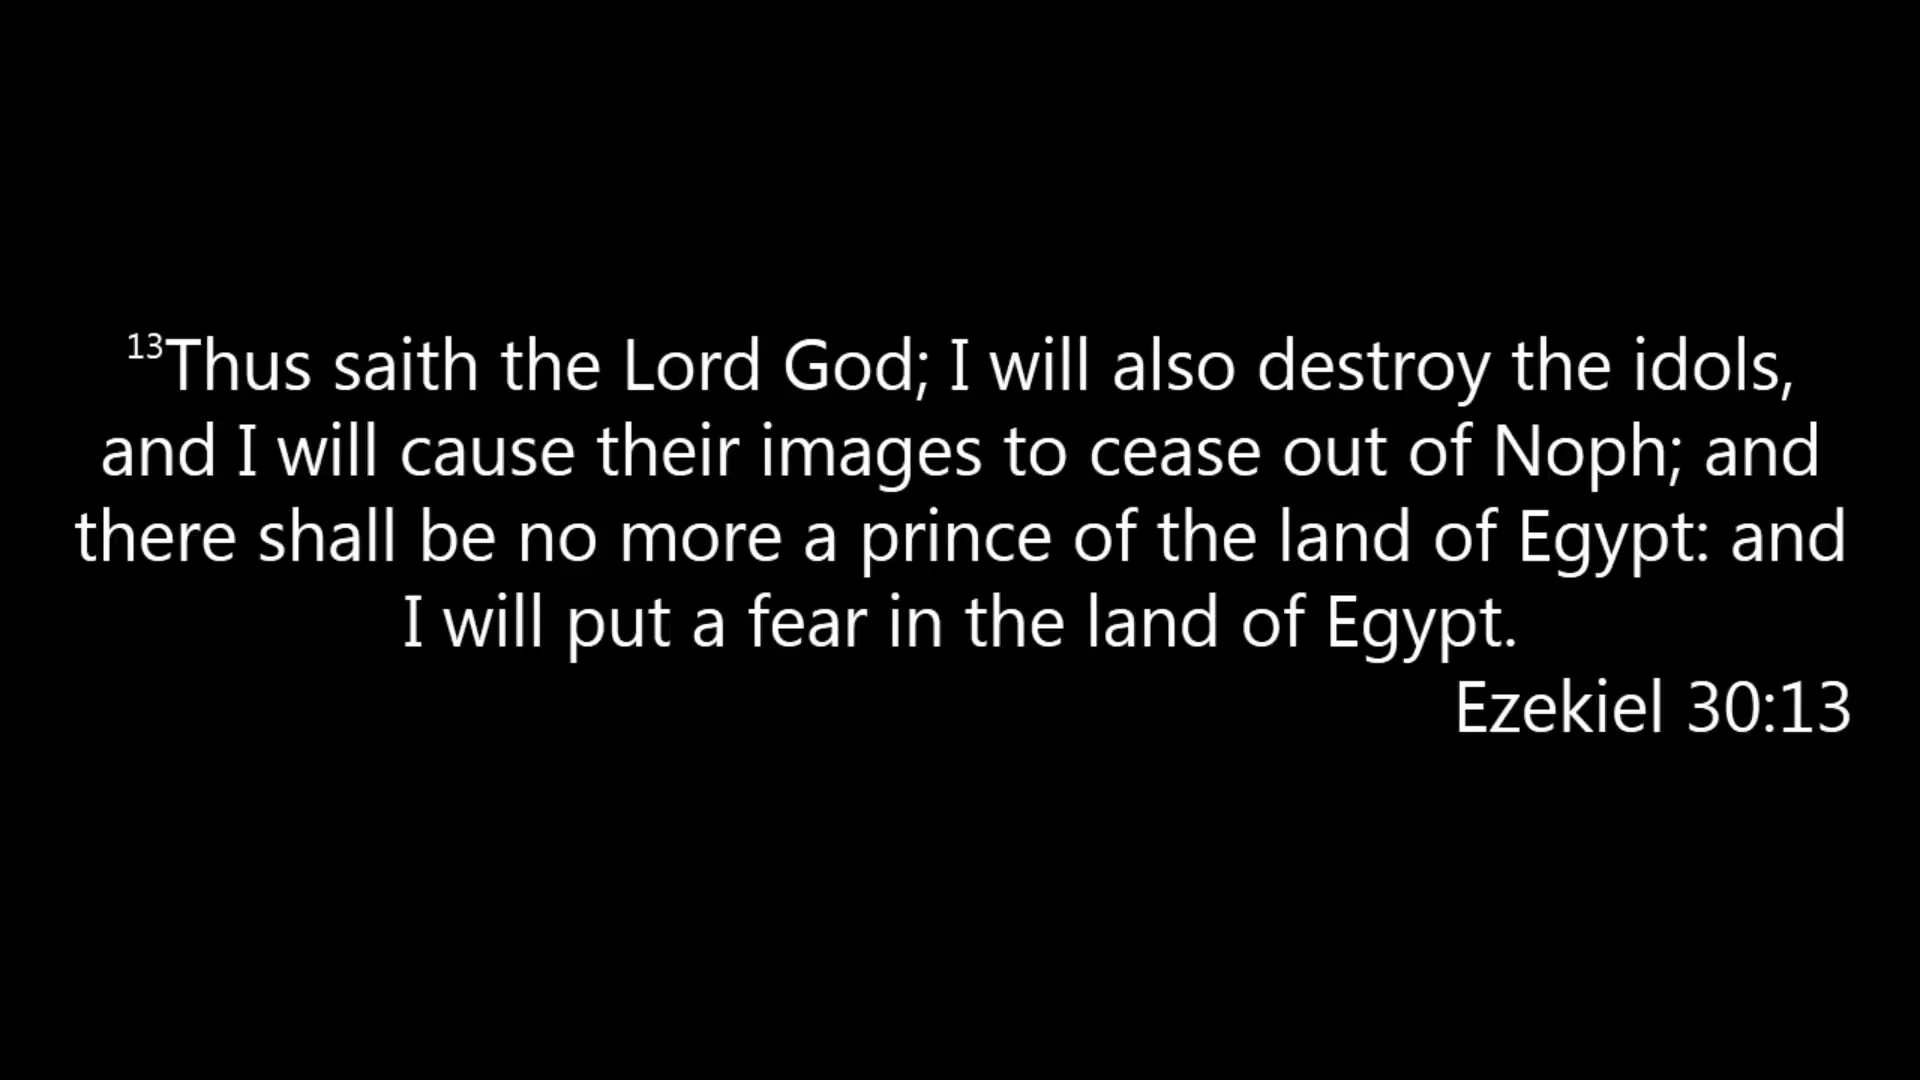 13Thus saith the Lord God; I will also destroy the idols,
and I will cause their images to cease out of Noph; and
there shall be no more a prince of the land of Egypt: and
I will put a fear in the land of Egypt.
Ezekiel 30:13